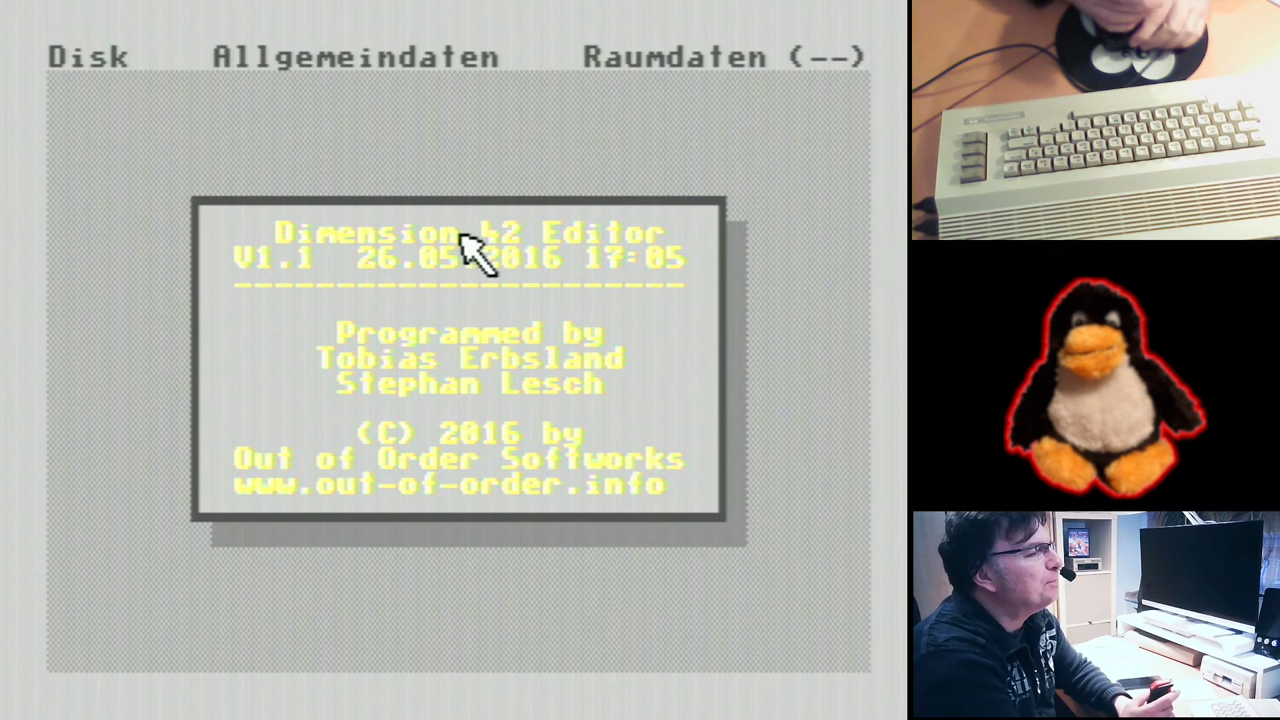 Disk Allgemeindaten Raumdaten (--)
Dimension 42 Editor
V1.1 26.05.2016 17:05
----------------------
Programmed by
Tobias Erbsland
Stephan Lesch
(C) 2016 by
Out of Order Softworks
www.out-of-order.info